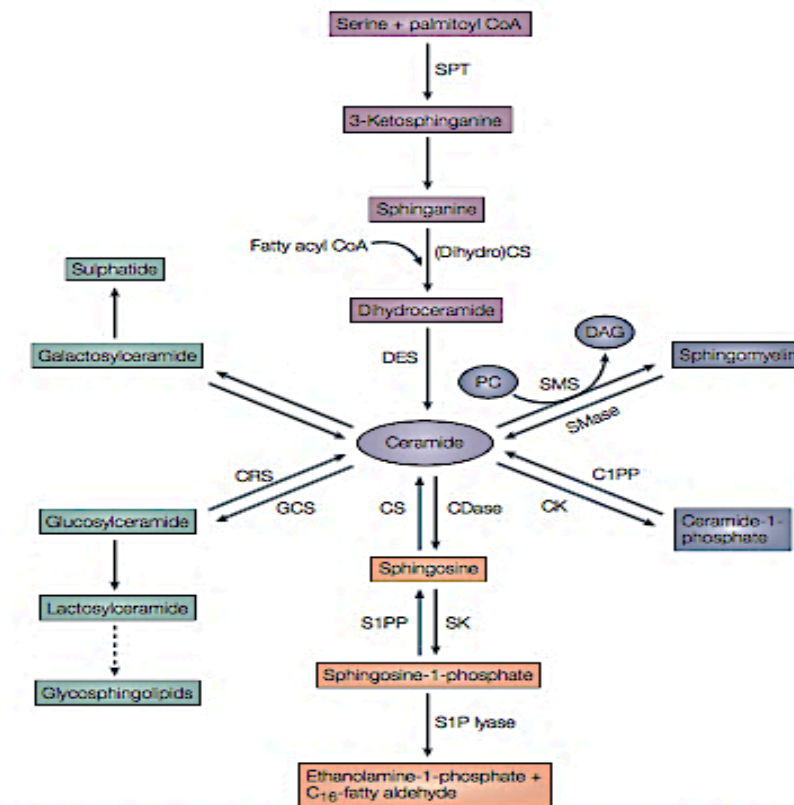 Serine + palmitoyl CoA
SPT
3-Ketosphinganine
Sphinganine
Fatty acyl CoA
(Dihydro)CS
Sulphatide
Dihydroceramide
DAG
Galactosylceramide
DES
PC
SMS
Sphingomyelin
SMase
Ceramide
CRS
C1PP
GCS
CS
CDase
CK
Glucosylceramide
Ceramide-1-
phosphate
Sphingosine
Lactosylceramide
S1PP
SK
Glycosphingolipids
Sphingosine-1-phosphate
S1P lyase
Ethanolamine-1-phosphate +
C16-fatty aldehyde